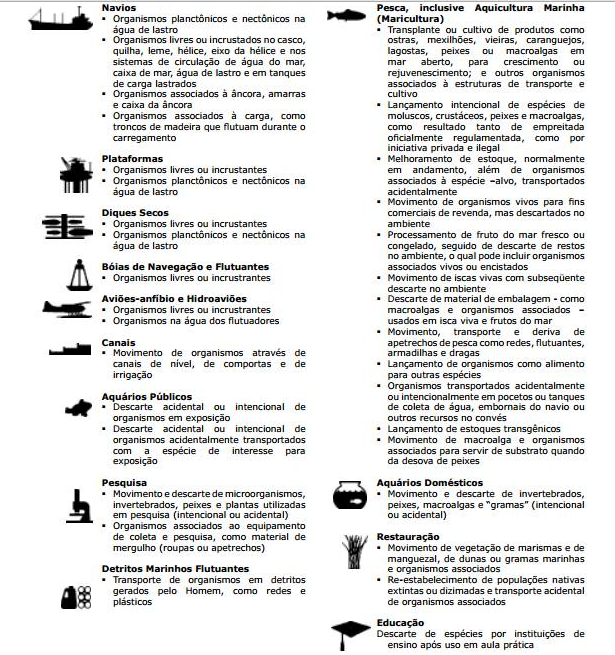 Navios
▪ Organismos planctônicos e nectônicos na
água de lastro
▪ Organismos livres ou incrustados no casco,
quilha, leme, hélice, eixo da hélice e nos
sistemas de circulação de água do mar,
caixa de mar, água de lastro e em tanques
de carga lastrados
▪ Organismos associados à âncora, amarras
e caixa da âncora
▪ Organismos associados à carga, como
troncos de madeira que flutuam durante o
carregamento
Plataformas
▪ Organismos livres ou incrustantes
▪ Organismos planctônicos e nectônicos na
água de lastro
Diques Secos
▪ Organismos livres ou incrustantes
▪ Organismos planctônicos e nectônicos na
água de lastro
Bóias de Navegação e Flutuantes
▪ Organismos livres ou incrustrantes
Aviões-anfíbio e Hidroaviões
▪ Organismos livres ou incrustrantes
▪ Organismos na água dos flutuadores
Canais
▪ Movimento de organismos através de
canais de nível, de comportas e de
irrigação
Aquários Públicos
▪ Descarte acidental ou intencional de
organismos em exposição
▪ Descarte acidental ou intencional de
organismos acidentalmente transportados
com a espécie de interesse para
exposição
Pesquisa
▪ Movimento e descarte de microorganismos,
invertebrados, peixes e plantas utilizadas
em pesquisa (intencional ou acidental)
▪ Organismos associados ao equipamento
de coleta e pesquisa, como material de
mergulho (roupas ou apetrechos)
Detritos Marinhos Flutuantes
▪ Transporte de organismos em detritos
gerados pelo Homem, como redes e
plásticos
Pesca, inclusive Aquicultura Marinha
(Maricultura)
▪ Transplante ou cultivo de produtos como
ostras, mexilhões, vieiras, caranguejos,
lagostas, peixes ou macroalgas em
mar aberto, para crescimento ou
rejuvenescimento; e outros organismos
associados à estruturas de transporte e
cultivo
▪ Lançamento intencional de espécies de
moluscos, crustáceos, peixes e macroalgas,
como resultado tanto de empreitada
oficialmente regulamentada, como por
iniciativa privada e ilegal
▪ Melhoramento de estoque, normalmente
em andamento, além de organismos
associados à espécie –alvo, transportados
acidentalmente
▪ Movimento de organismos vivos para fins
comerciais de revenda, mas descartados no
ambiente
▪ Processamento de fruto do mar fresco ou
congelado, seguido de descarte de restos
no ambiente, o qual pode incluir organismos
associados vivos ou encistados
▪ Movimento de iscas vivas com subseqüente
descarte no ambiente
▪ Descarte de material de embalagem - como
macroalgas e organismos associados –
usados em isca viva e frutos do mar
▪ Movimento, transporte e deriva de
apetrechos de pesca como redes, flutuantes,
armadilhas e dragas
▪ Lançamento de organismos como alimento
para outras espécies
▪ Organismos transportados acidentalmente
ou intencionalmente em pocetos ou tanques
de coleta de água, embornais do navio ou
outros recursos no convés
▪ Lançamento de estoques transgênicos
▪ Movimento de macroalga e organismos
associados para servir de substrato quando
da desova de peixes
Aquários Domésticos
▪ Movimento e descarte de invertebrados,
peixes, macroalgas e “gramas” (intencional
ou acidental)
Restauração
▪ Movimento de vegetação de marismas e de
manguezal, de dunas ou gramas marinhas
e organismos associados
▪ Re-estabelecimento de populações nativas
extintas ou dizimadas e transporte acidental
de organismos associados
Educação
Descarte de espécies por instituições de
ensino após uso em aula prática